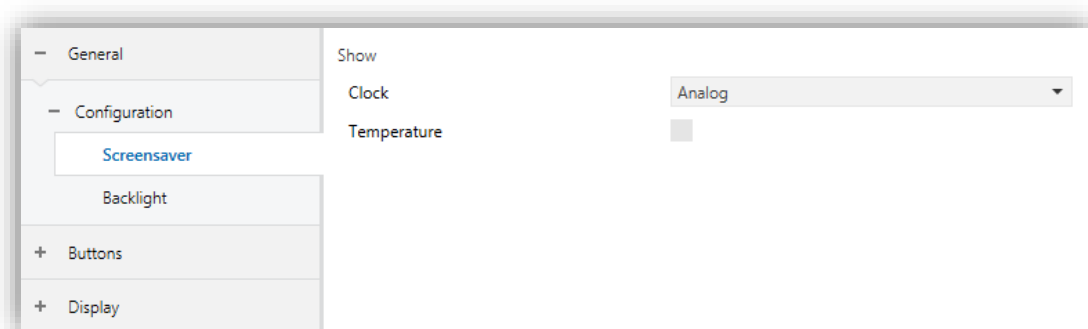 General
Configuration
Screensaver
Backlight
Buttons
Display
Show
Clock Analog
Temperature